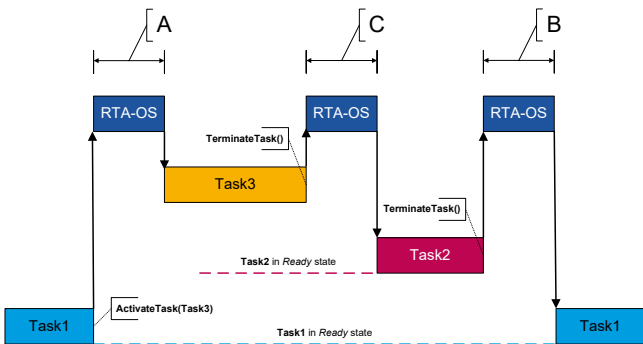 A
C
B
RTA-OS
RTA-OS
RTA-OS
TerminateTask()
Task3
TerminateTask()
Task2
Task2 in Ready state
ActivateTask(Task3)
Task1
Task1
Task1 in Ready state